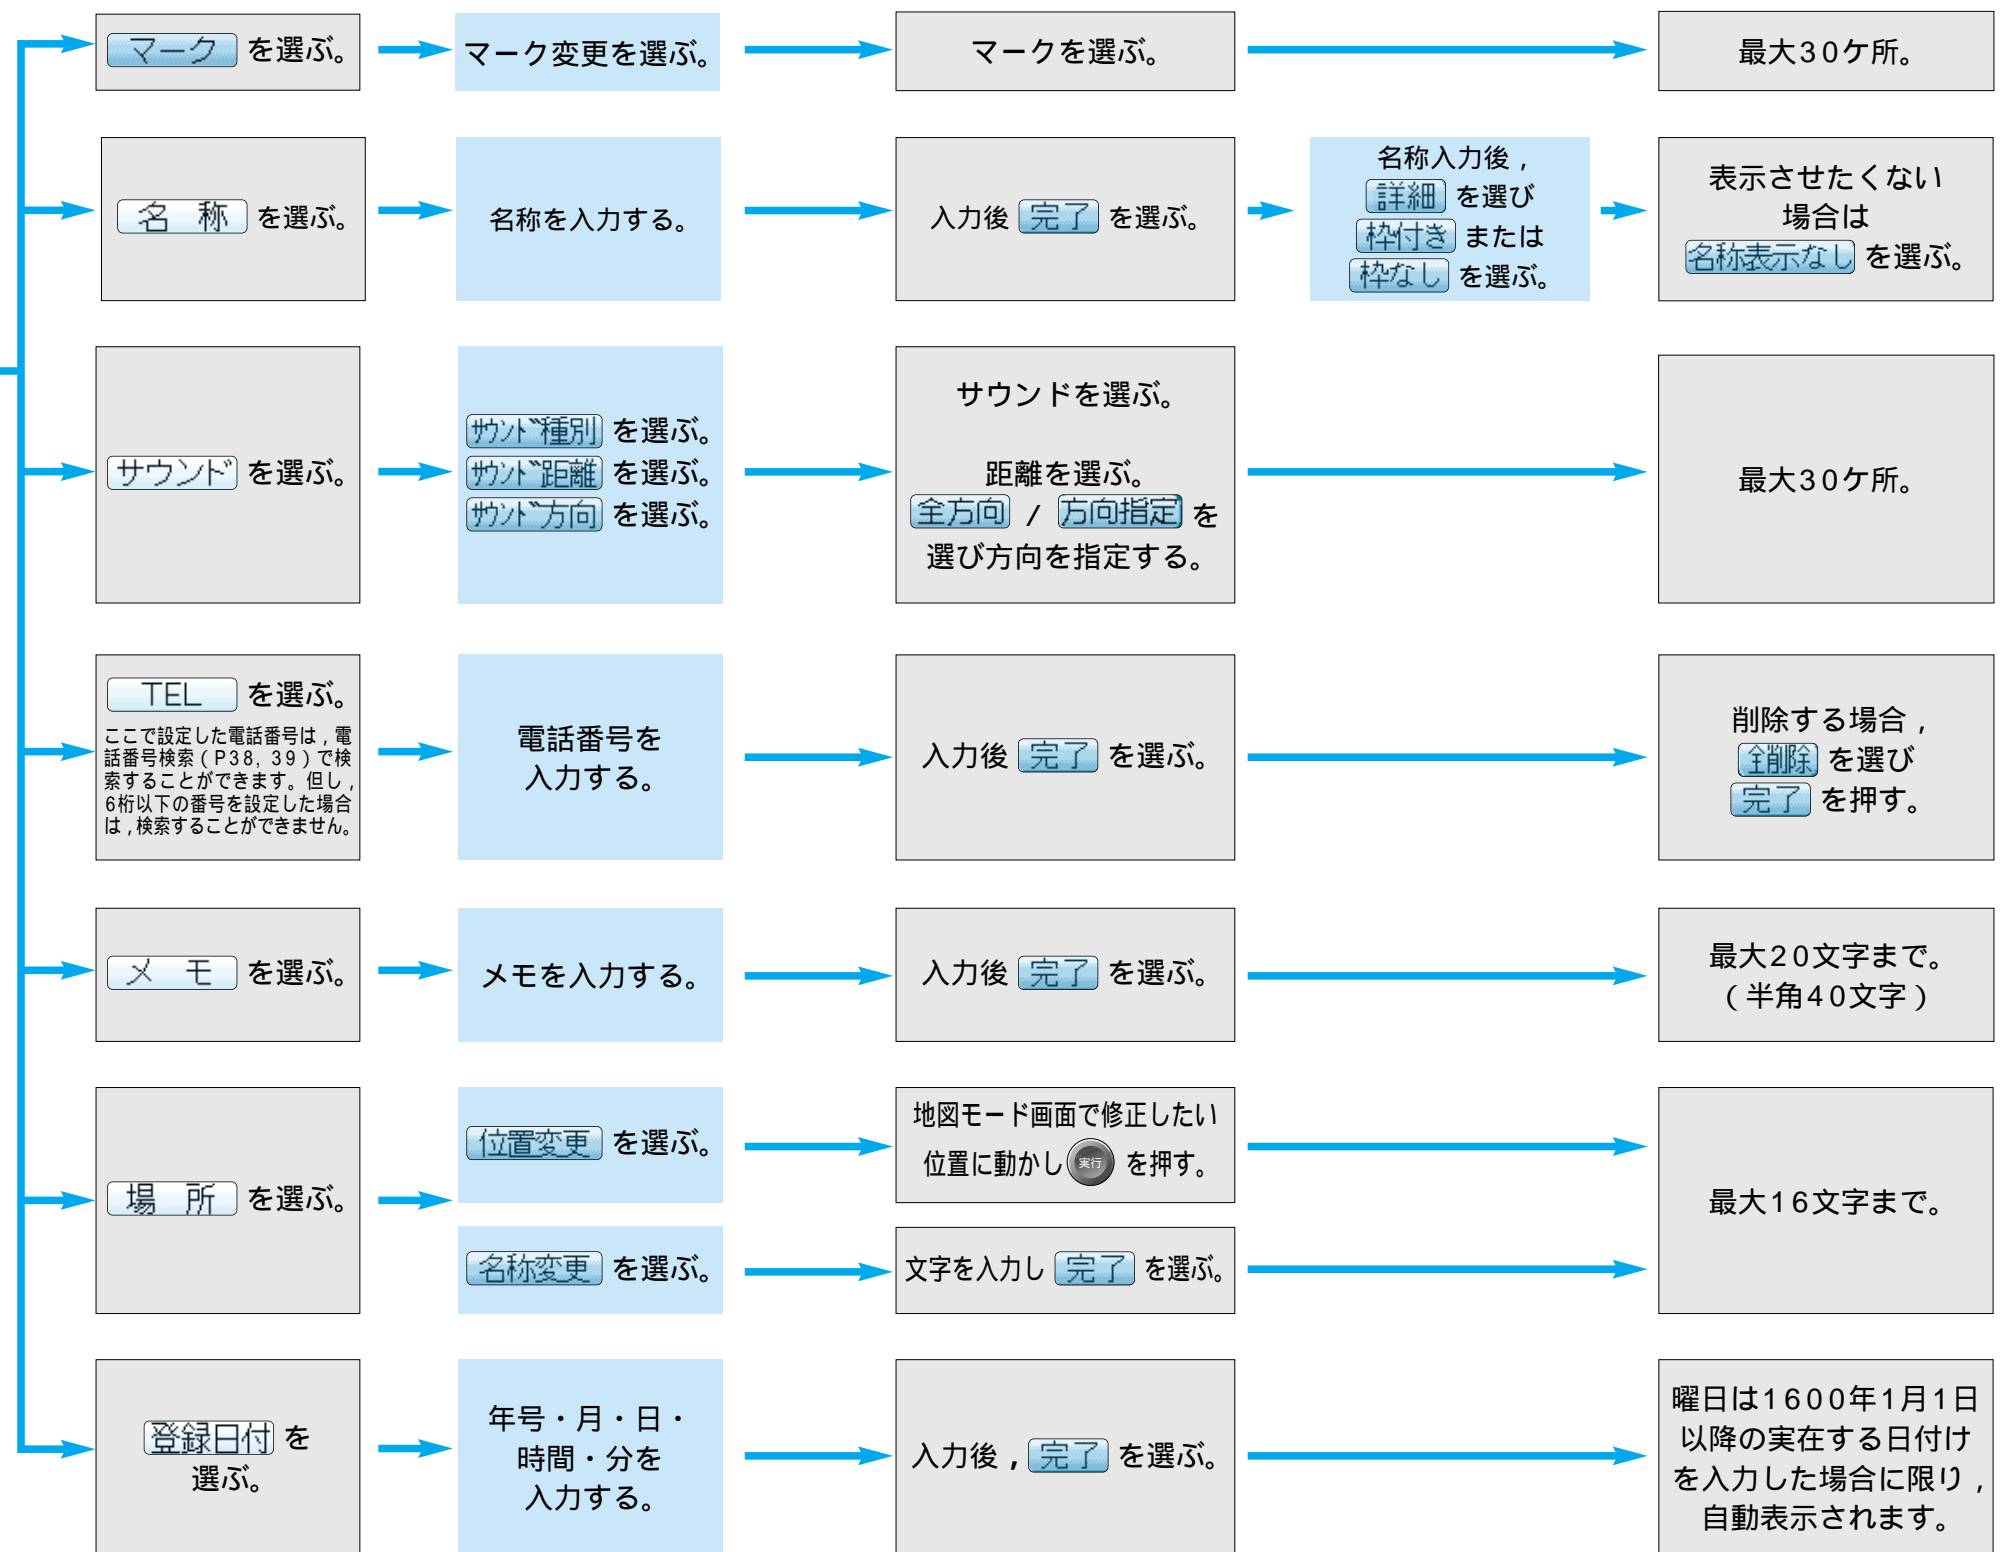 マーク を選ぶ。
マーク変更を選ぶ。
マークを選ぶ。
最大30ケ所。
名 称 を選ぶ。
名称を入力する。
入力後 完了 を選ぶ。
名称入力後，
詳細 を選び
枠付き または
枠なし を選ぶ。
表示させたくない
場合は
名称表示なし を選ぶ。
サウンド を選ぶ。
ｻｳﾝﾄﾞ種別 を選ぶ。
ｻｳﾝﾄﾞ距離 を選ぶ。
ｻｳﾝﾄﾞ方向 を選ぶ。
サウンドを選ぶ。
距離を選ぶ。
全方向 / 方向指定 を
選び方向を指定する。
最大30ケ所。
TEL を選ぶ。
ここで設定した電話番号は，電
話番号検索（P38, 39）で検
索することができます。但し，
6桁以下の番号を設定した場合
は，検索することができません。
電話番号を
入力する。
入力後 完了 を選ぶ。
削除する場合，
全削除 を選び
完了 を押す。
メ モ を選ぶ。
メモを入力する。
入力後 完了 を選ぶ。
最大20文字まで。
（半角40文字）
場 所 を選ぶ。
位置変更 を選ぶ。
地図モード画面で修正したい
位置に動かし 実行 を押す。
名称変更 を選ぶ。
文字を入力し 完了 を選ぶ。
最大16文字まで。
登録日付 を
選ぶ。
年号・月・日・
時間・分を
入力する。
入力後，完了 を選ぶ。
曜日は1600年1月1日
以降の実在する日付け
を入力した場合に限り，
自動表示されます。